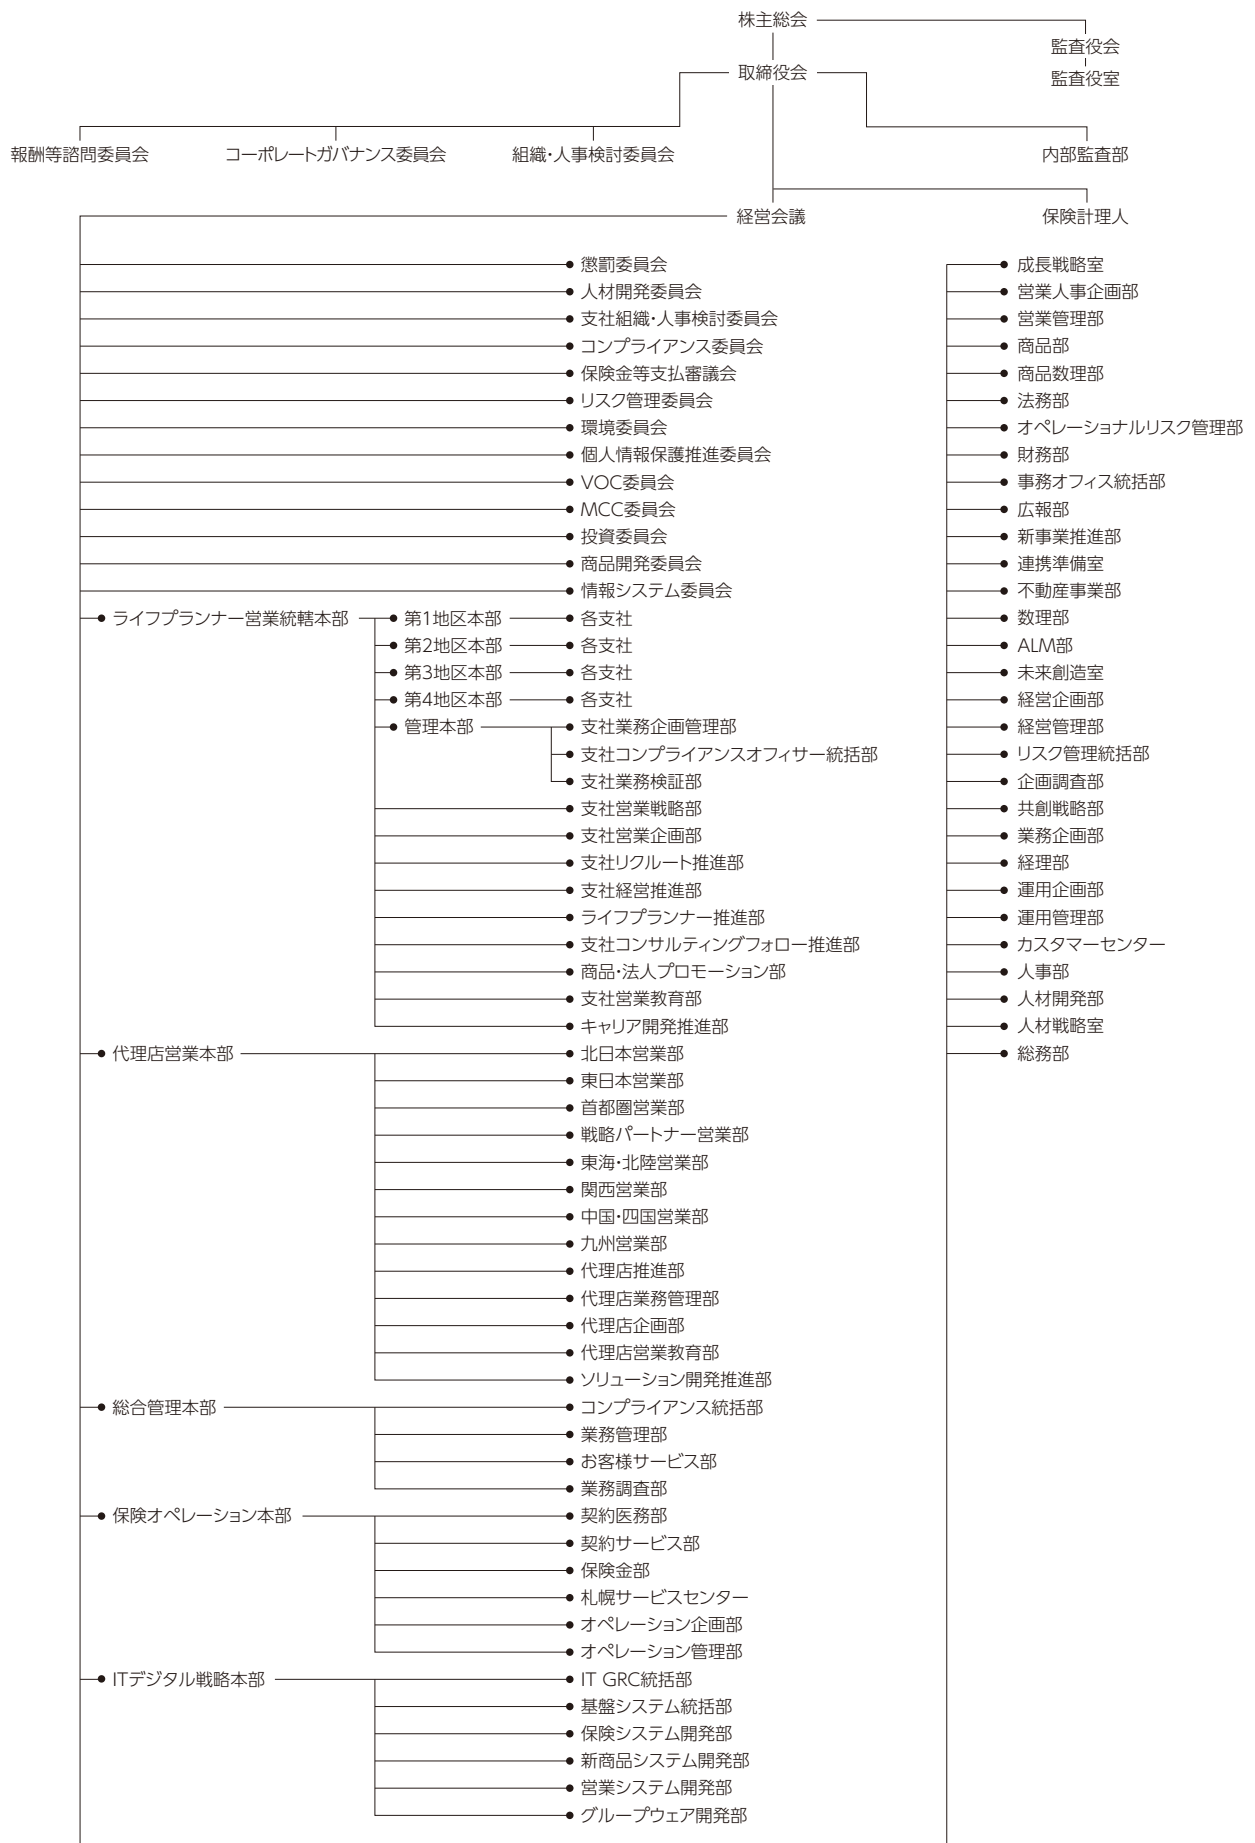 株主総会
監査役会
取締役会
監査役室
報酬等諮問委員会
コーポレートガバナンス委員会
組織・人事検討委員会
内部監査部
経営会議
保険計理人
懲罰委員会
人材開発委員会
支社組織・人事検討委員会
コンプライアンス委員会
保険金等支払審議会
リスク管理委員会
環境委員会
個人情報保護推進委員会
VOC委員会
MCC委員会
投資委員会
商品開発委員会
情報システム委員会
ライフプランナー営業統轄本部
第1地区本部
各支社
第2地区本部
各支社
第3地区本部
各支社
第4地区本部
各支社
管理本部
支社業務企画管理部
支社コンプライアンスオフィサー統括部
支社業務検証部
支社営業戦略部
支社営業企画部
支社リクルート推進部
支社経営推進部
ライフプランナー推進部
支社コンサルティングフォロー推進部
商品・法人プロモーション部
支社営業教育部
キャリア開発推進部
代理店営業本部
北日本営業部
東日本営業部
首都圏営業部
戦略パートナー営業部
東海・北陸営業部
関西営業部
中国・四国営業部
九州営業部
代理店推進部
代理店業務管理部
代理店企画部
代理店営業教育部
ソリューション開発推進部
総合管理本部
コンプライアンス統括部
業務管理部
お客様サービス部
業務調査部
保険オペレーション本部
契約医務部
契約サービス部
保険金部
札幌サービスセンター
オペレーション企画部
オペレーション管理部
ITデジタル戦略本部
IT GRC統括部
基盤システム統括部
保険システム開発部
新商品システム開発部
営業システム開発部
グループウェア開発部
成長戦略室
営業人事企画部
営業管理部
商品部
商品数理部
法務部
オペレーショナルリスク管理部
財務部
事務オフィス統括部
広報部
新事業推進部
連携準備室
不動産事業部
数理部
ALM部
未来創造室
経営企画部
経営管理部
リスク管理統括部
企画調査部
共創戦略部
業務企画部
経理部
運用企画部
運用管理部
カスタマーセンター
人事部
人材開発部
人材戦略室
総務部